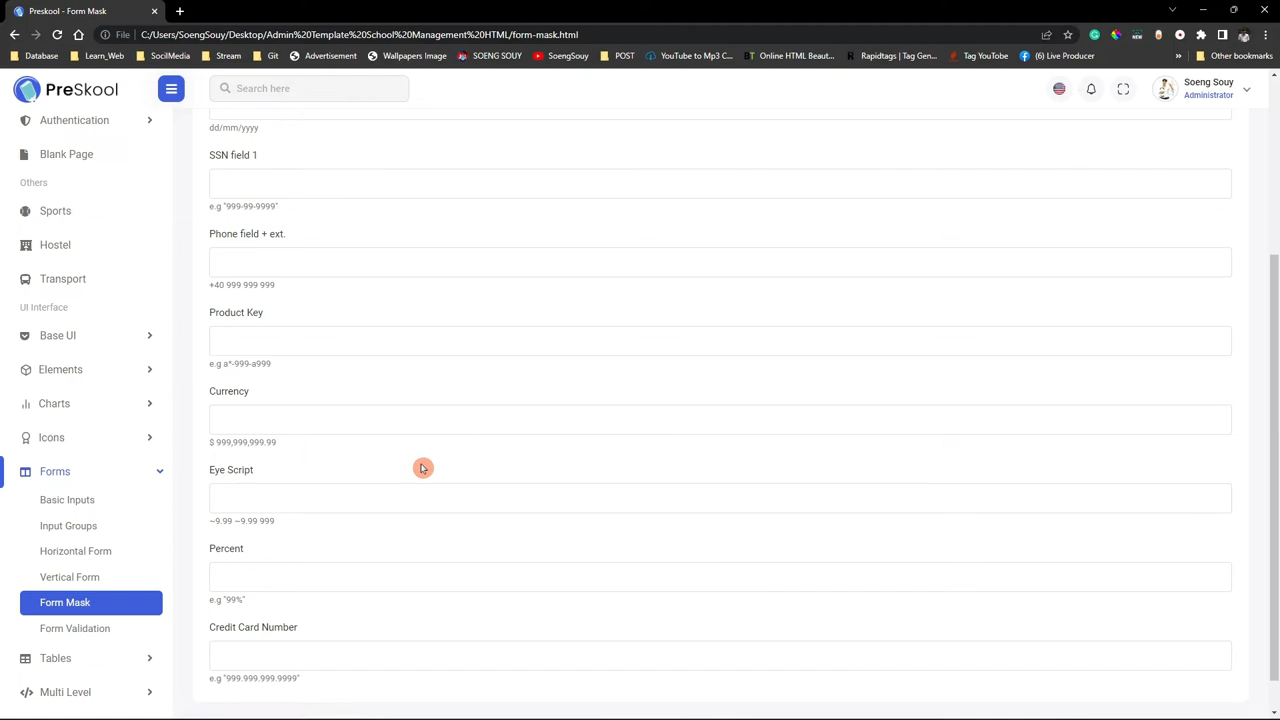 Preskool - Form Mask
File
C:/Users/SoengSouy/Desktop/Admin%20Template%20School%20Management%20HTML/form-mask.html
Database
Learn_Web
SocilMedia
Stream
Git
Advertisement
Wallpapers Image
SOENG SOUY
SoengSouy
POST
YouTube to Mp3 C...
Online HTML Beaut...
Rapidtags | Tag Gen...
Tag YouTube
(6) Live Producer
»
Other bookmarks
PreSkool
Search here
Soeng Souy
Administrator
Authentication
Blank Page
Others
Sports
Hostel
Transport
UI Interface
Base UI
Elements
Charts
Icons
Forms
Basic Inputs
Input Groups
Horizontal Form
Vertical Form
Form Mask
Form Validation
Tables
Multi Level
dd/mm/yyyy
SSN field 1
e.g "999-99-9999"
Phone field + ext.
+40 999 999 999
Product Key
e.g a*-999-a999
Currency
$ 999,999,999.99
Eye Script
~9.99 ~9.99 999
Percent
e.g "99%"
Credit Card Number
e.g "999.999.999.9999"